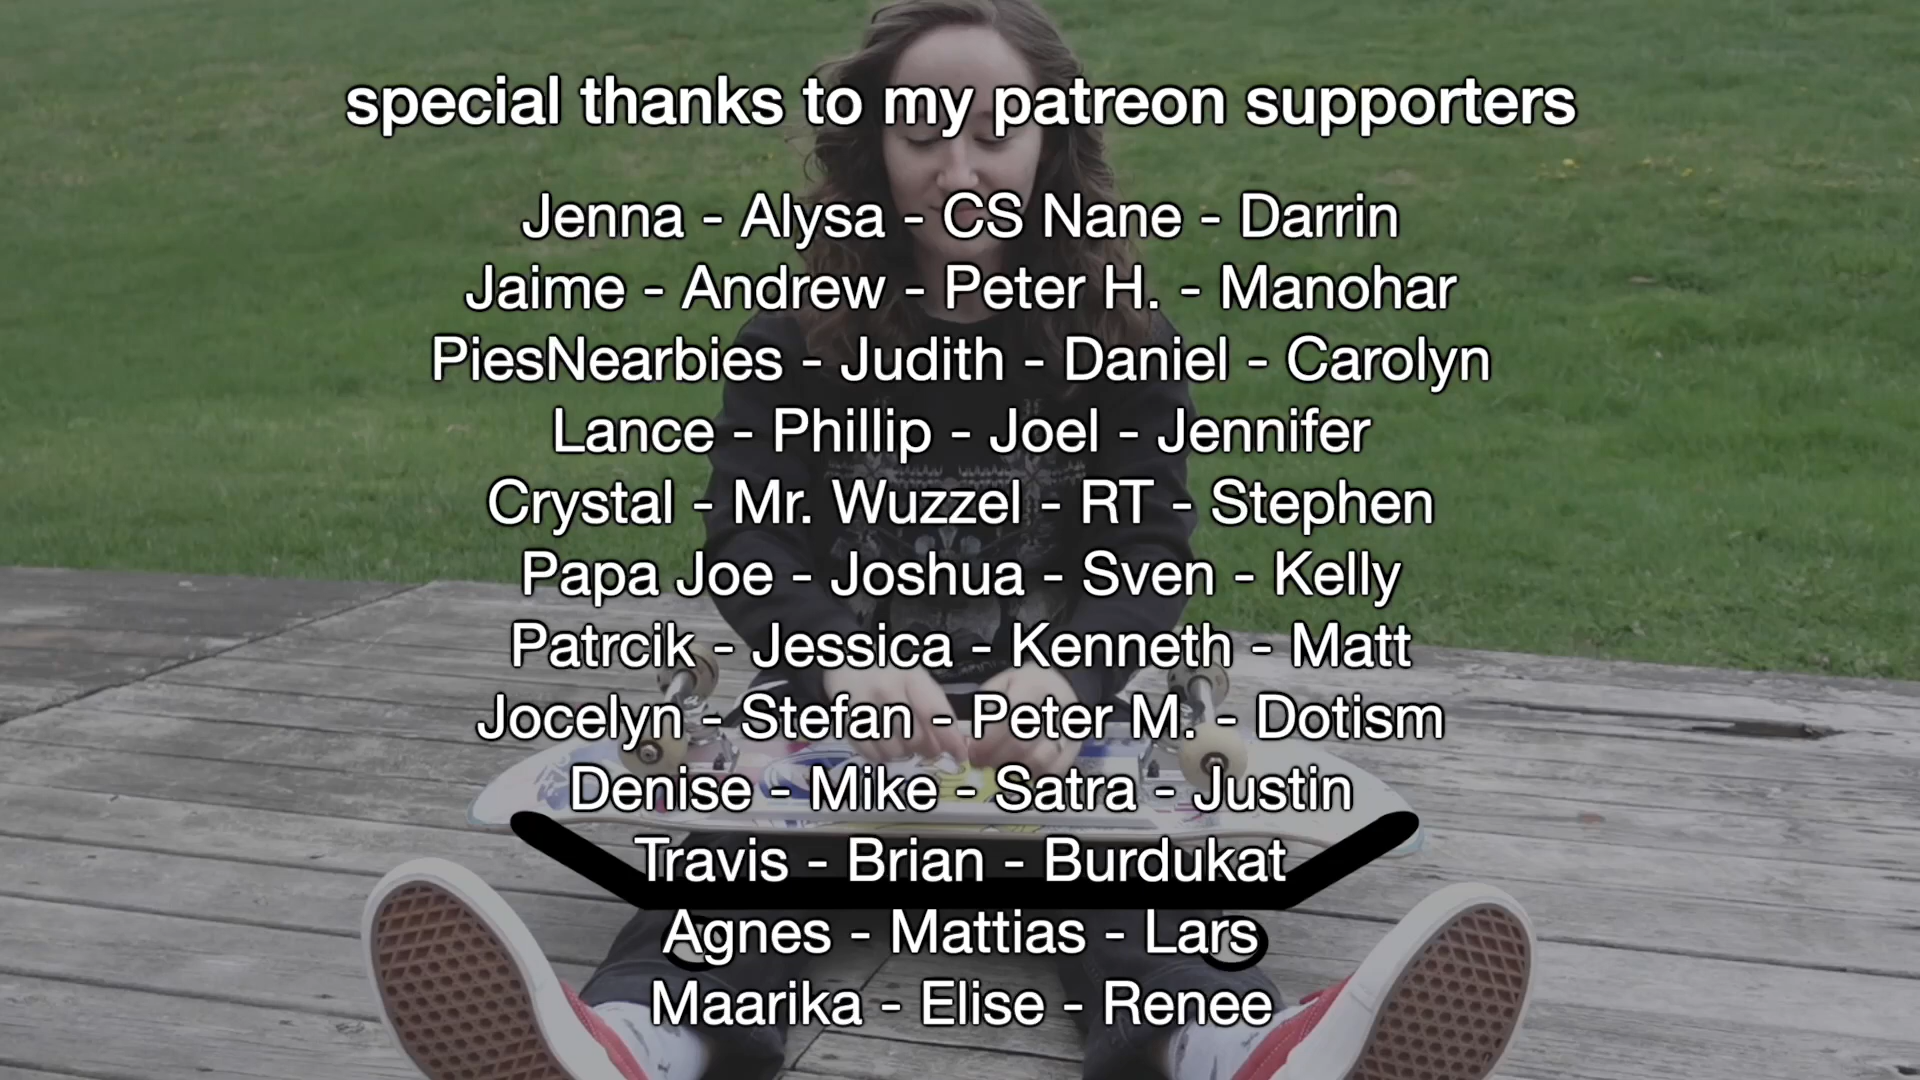 special thanks to my patreon supporters
Jenna - Alysa - CS Nane - Darrin
Jaime - Andrew - Peter H. - Manohar
PiesNearbies - Judith - Daniel - Carolyn
Lance - Phillip - Joel - Jennifer
Crystal - Mr. Wuzzel - RT - Stephen
Papa Joe - Joshua - Sven - Kelly
Patrcik - Jessica - Kenneth - Matt
Jocelyn - Stefan - Peter M. - Dotism
Denise - Mike - Satra - Justin
Travis - Brian - Burdukat
Agnes - Mattias - Lars
Maarika - Elise - Renee